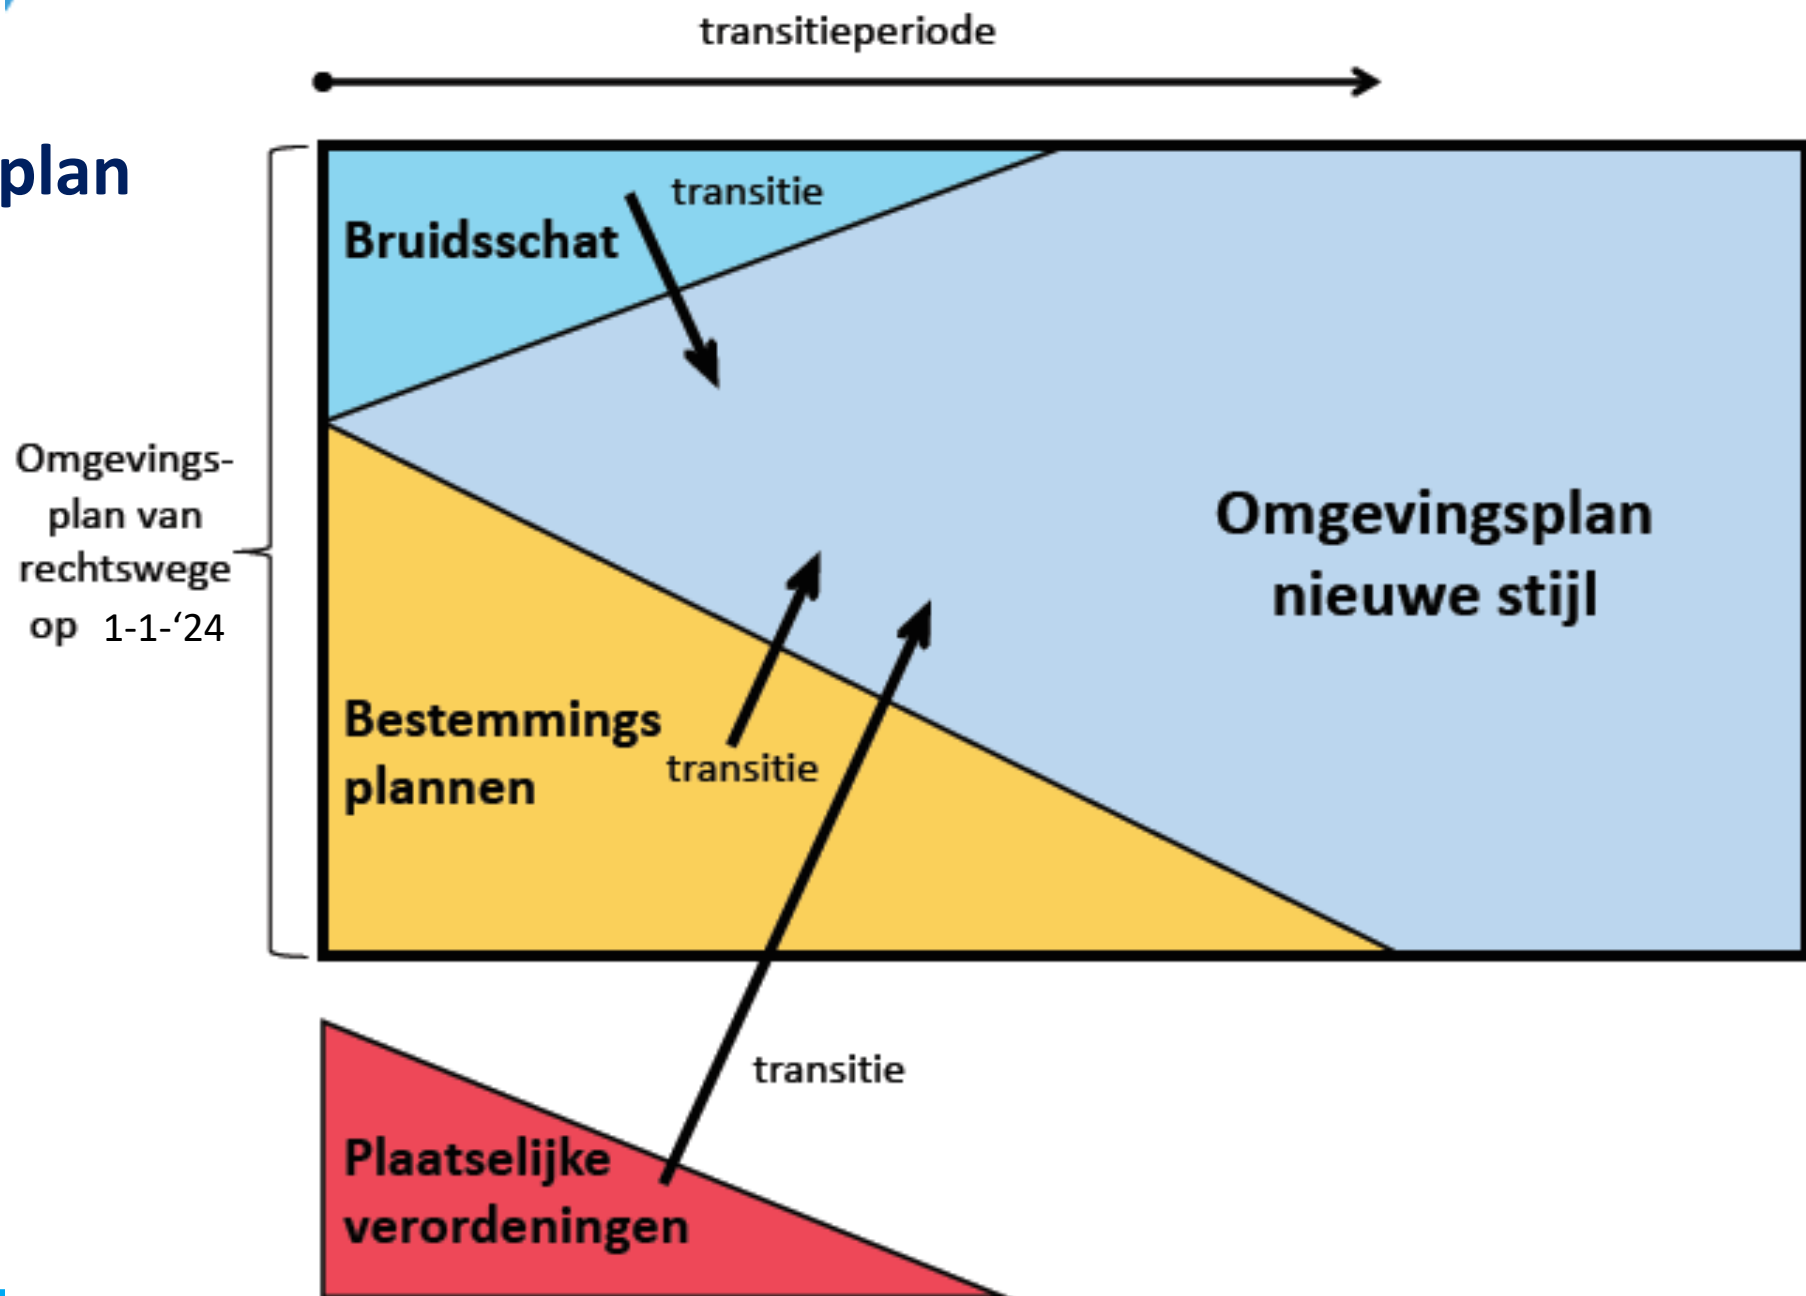 transitieperiode
plan
transitie
Bruidsschat
Omgevings-
plan van
rechtswege
op 1-1-‘24
Omgevingsplan
nieuwe stijl
Bestemmings
plannen
transitie
transitie
Plaatselijke
verordeningen